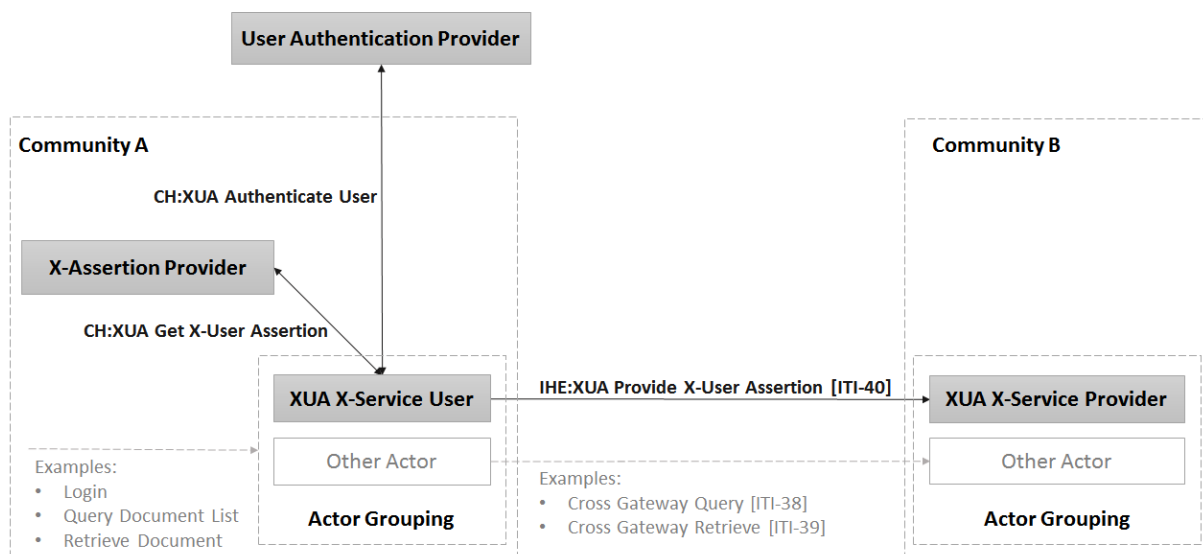 User Authentication Provider
Community A
Community B
CH:XUA Authenticate User
X-Assertion Provider
CH:XUA Get X-User Assertion
XUA X-Service User
IHE:XUA Provide X-User Assertion [ITI-40]
XUA X-Service Provider
Other Actor
Other Actor
Examples:
• Login
• Query Document List
• Retrieve Document
Actor Grouping
Examples:
• Cross Gateway Query [ITI-38]
• Cross Gateway Retrieve [ITI-39]
Actor Grouping